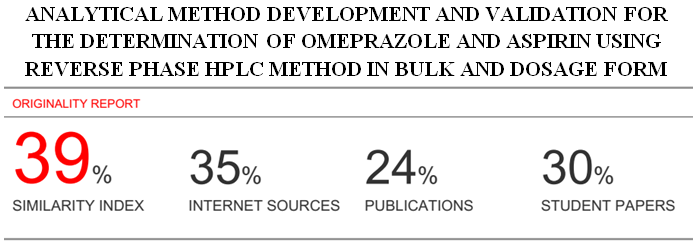 ANALYTICAL METHOD DEVELOPMENT AND VALIDATION FOR
THE DETERMINATION OF OMEPRAZOLE AND ASPIRIN USING
REVERSE PHASE HPLC METHOD IN BULK AND DOSAGE FORM
ORIGINALITY REPORT
39% 35% 24% 30%
SIMILARITY INDEX INTERNET SOURCES PUBLICATIONS STUDENT PAPERS